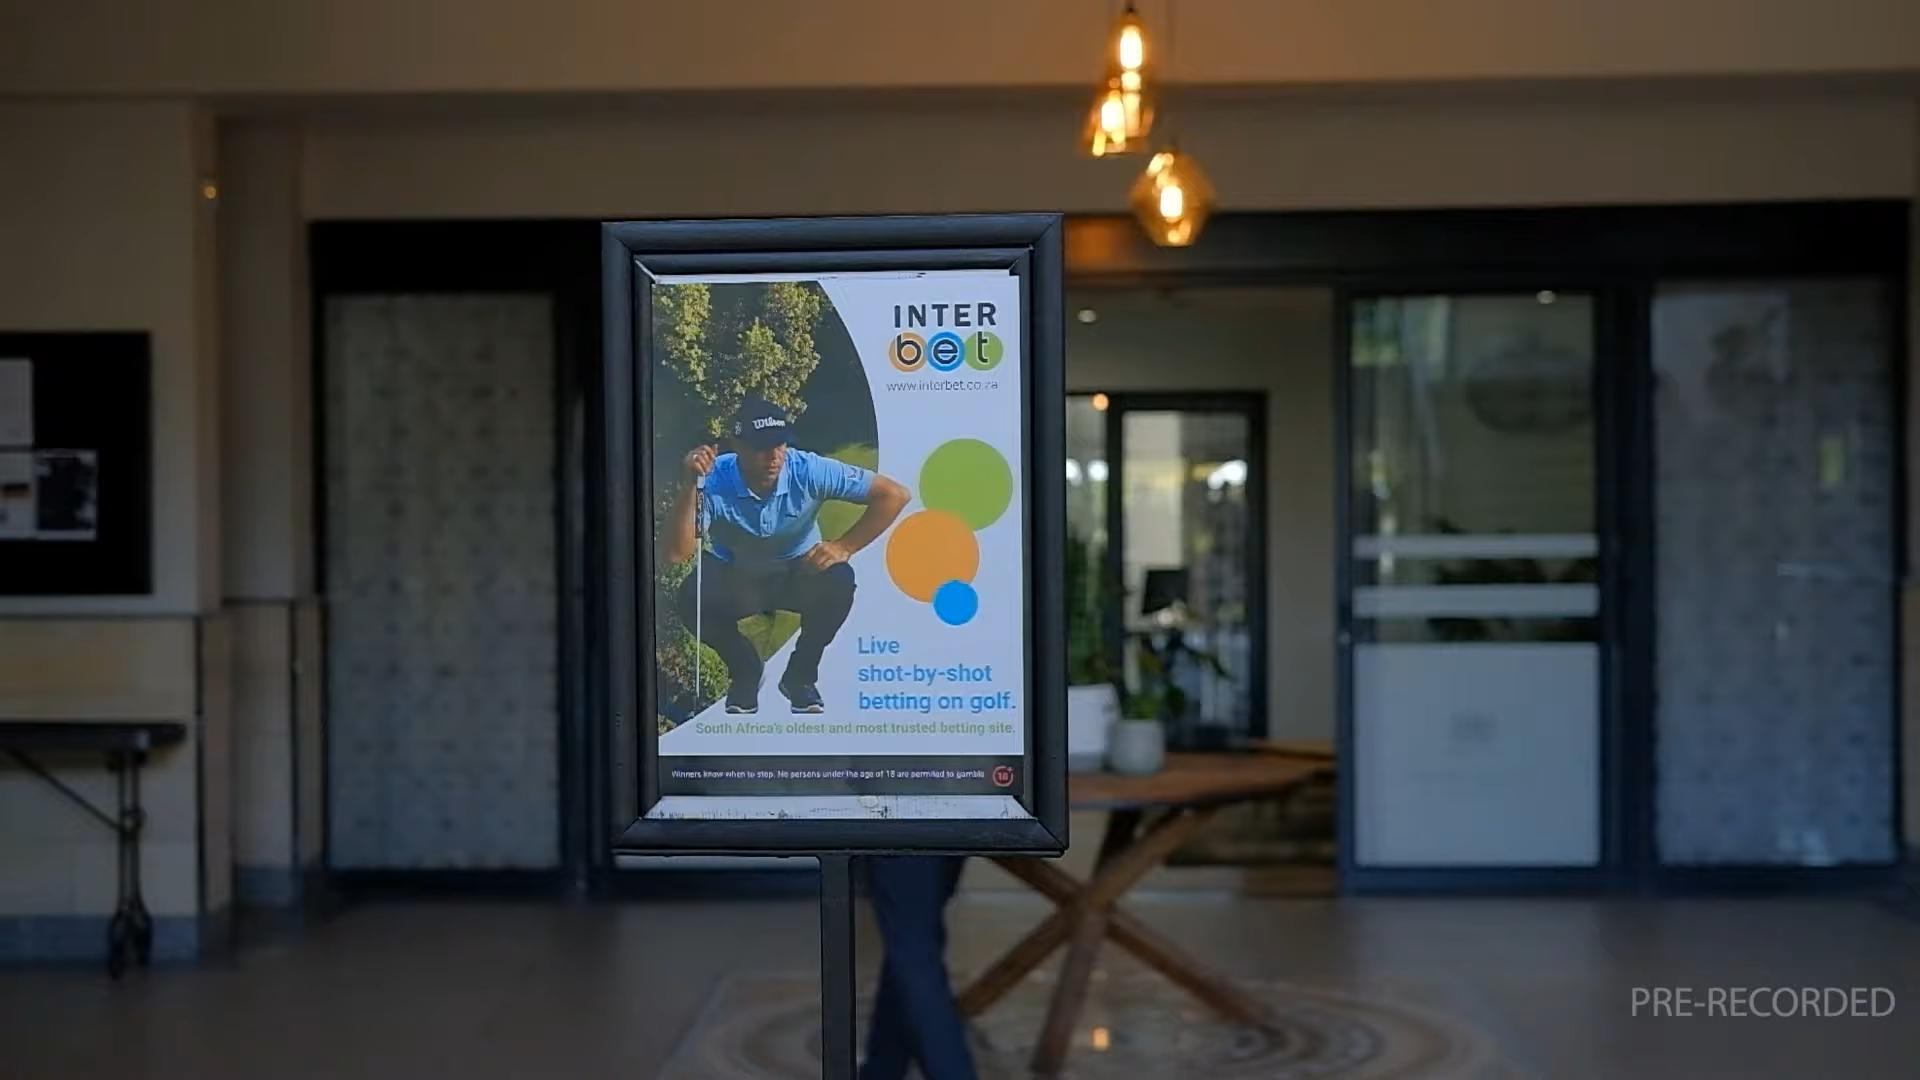 INTER
bet
www.interbet.co.za
Wilson
Live
shot-by-shot
betting on golf.
South Africa's oldest and most trusted betting site.
Winners know when to stop. No persons under the age of 18 are permitted to gamble
18+
PRE-RECORDED